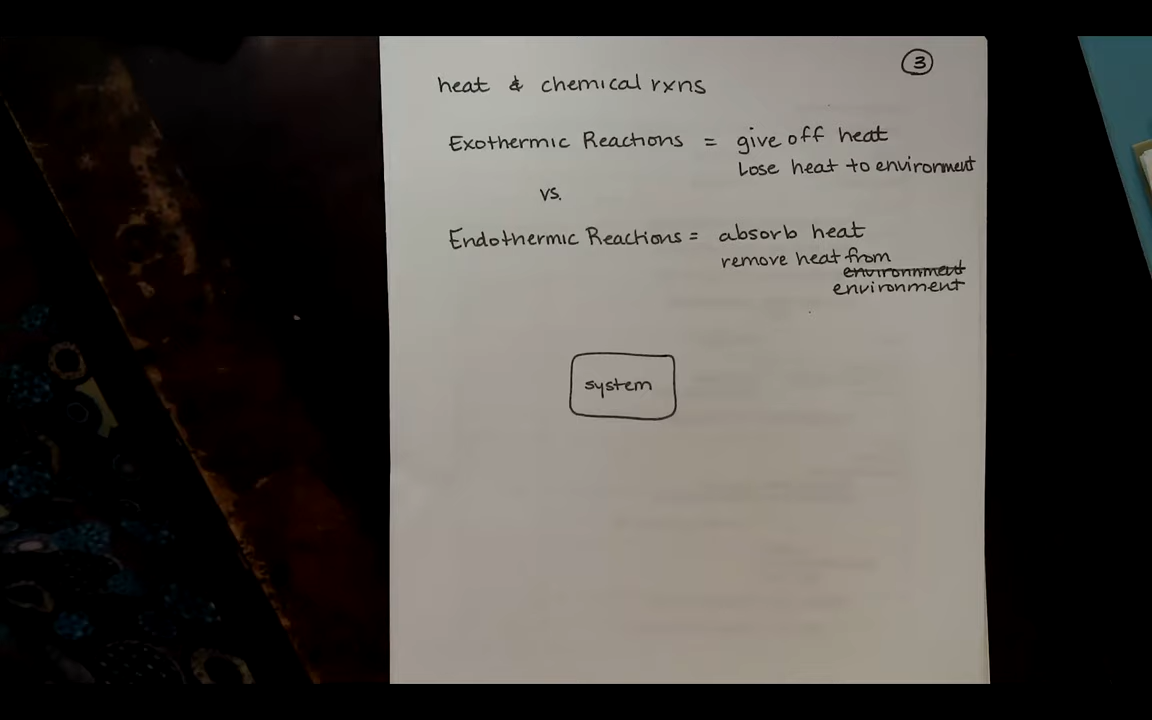 3
heat & chemical rxns
Exothermic Reactions = give off heat
Lose heat to environment
vs.
Endothermic Reactions = absorb heat
remove heat from
environnment
environment
system